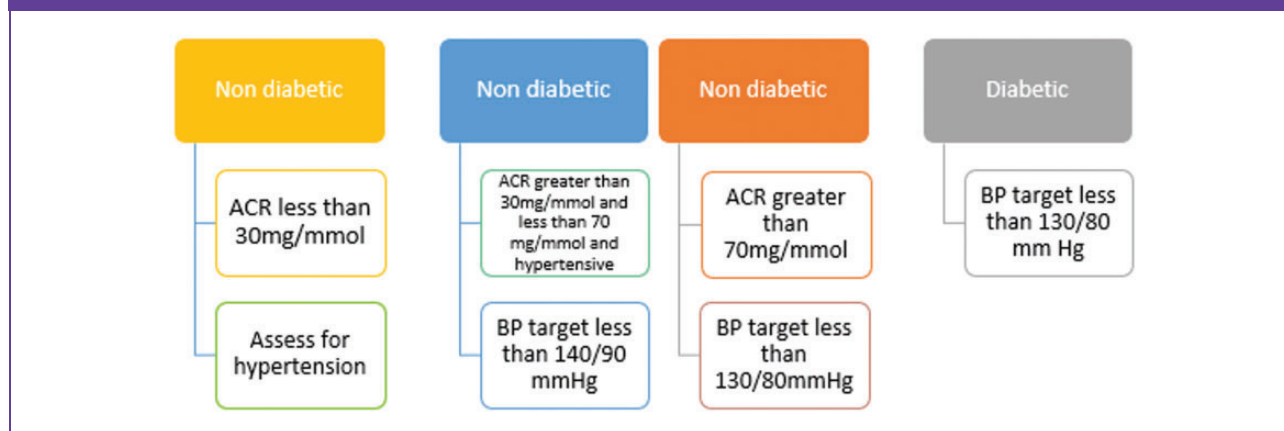 Non diabetic
ACR less than
30mg/mmol
Assess for
hypertension
Non diabetic
ACR greater than
30mg/mmol and
less than 70
mg/mmol and
hypertensive
BP target less
than 140/90
mmHg
Non diabetic
ACR greater
than
70mg/mmol
BP target less
than
130/80mmHg
Diabetic
BP target less
than 130/80
mm Hg